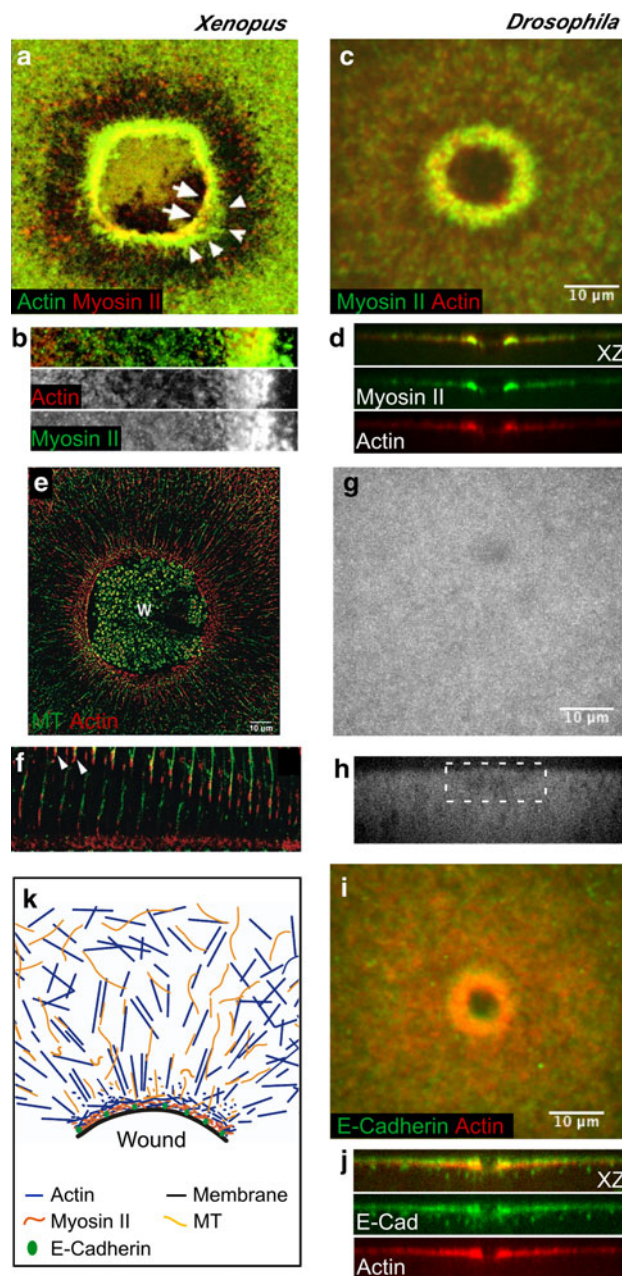 Xenopus
Drosophila
a
Actin Myosin II
c
Myosin II Actin
10 µm
b
Actin
Myosin II
d
XZ
Myosin II
Actin
e
W
MT Actin
10 µm
g
10 µm
f
h
k
Wound
Actin
Membrane
Myosin II
MT
E-Cadherin
i
E-Cadherin Actin
10 µm
j
XZ
E-Cad
Actin